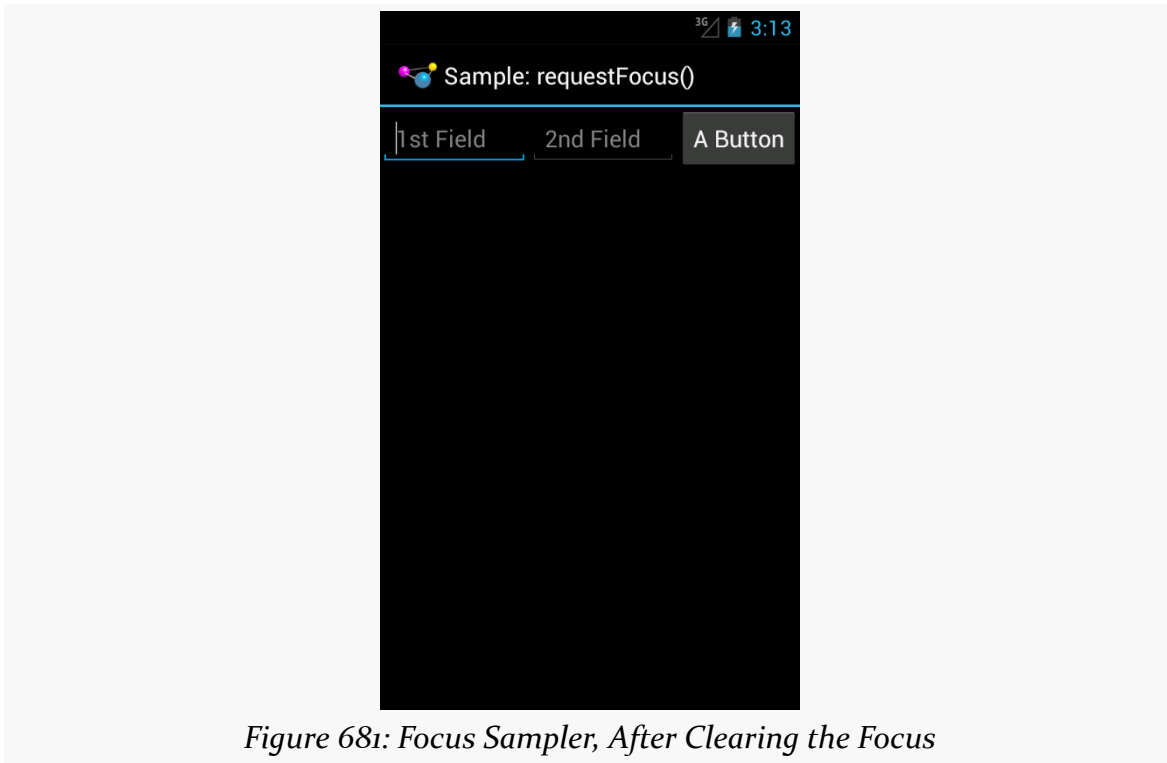 3G 3:13
Sample: requestFocus()
1st Field 2nd Field A Button
Figure 681: Focus Sampler, After Clearing the Focus